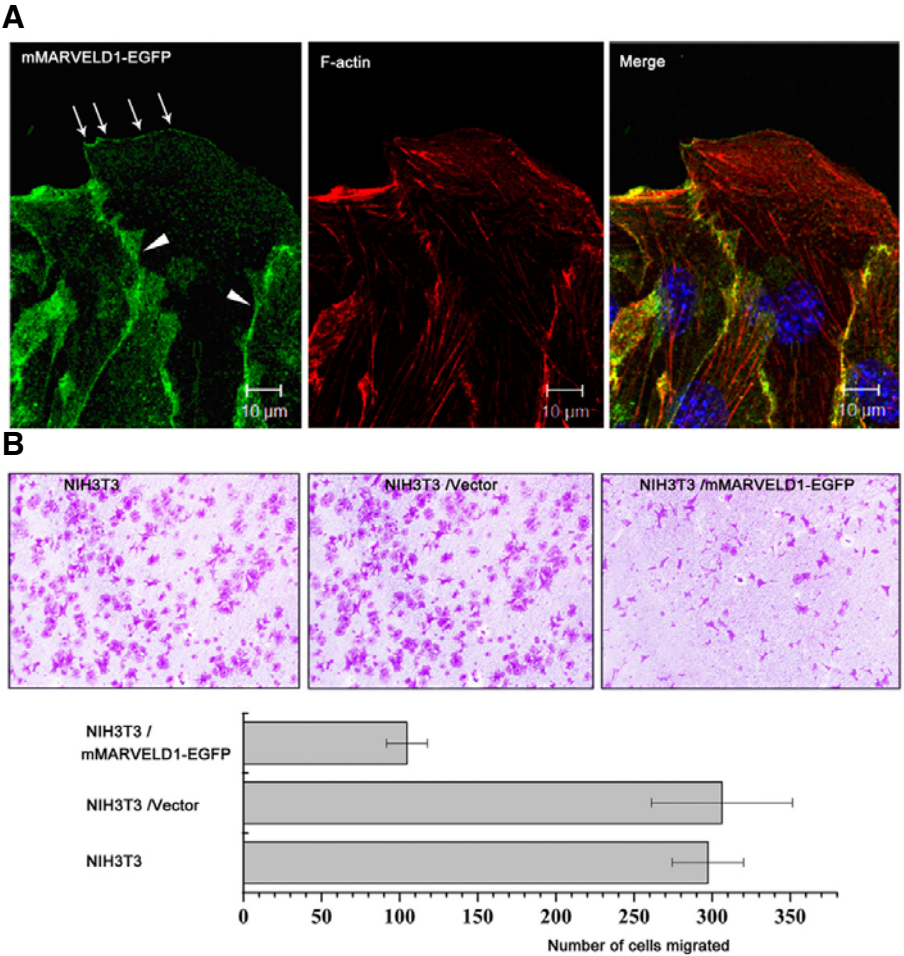 A
mMARVELD1-EGFP
F-actin
Merge
10 µm
10 µm
10 µm
B
NIH3T3
NIH3T3 /Vector
NIH3T3 /mMARVELD1-EGFP
NIH3T3 /
mMARVELD1-EGFP
NIH3T3 /Vector
NIH3T3
0
50
100
150
200
250
300
350
Number of cells migrated